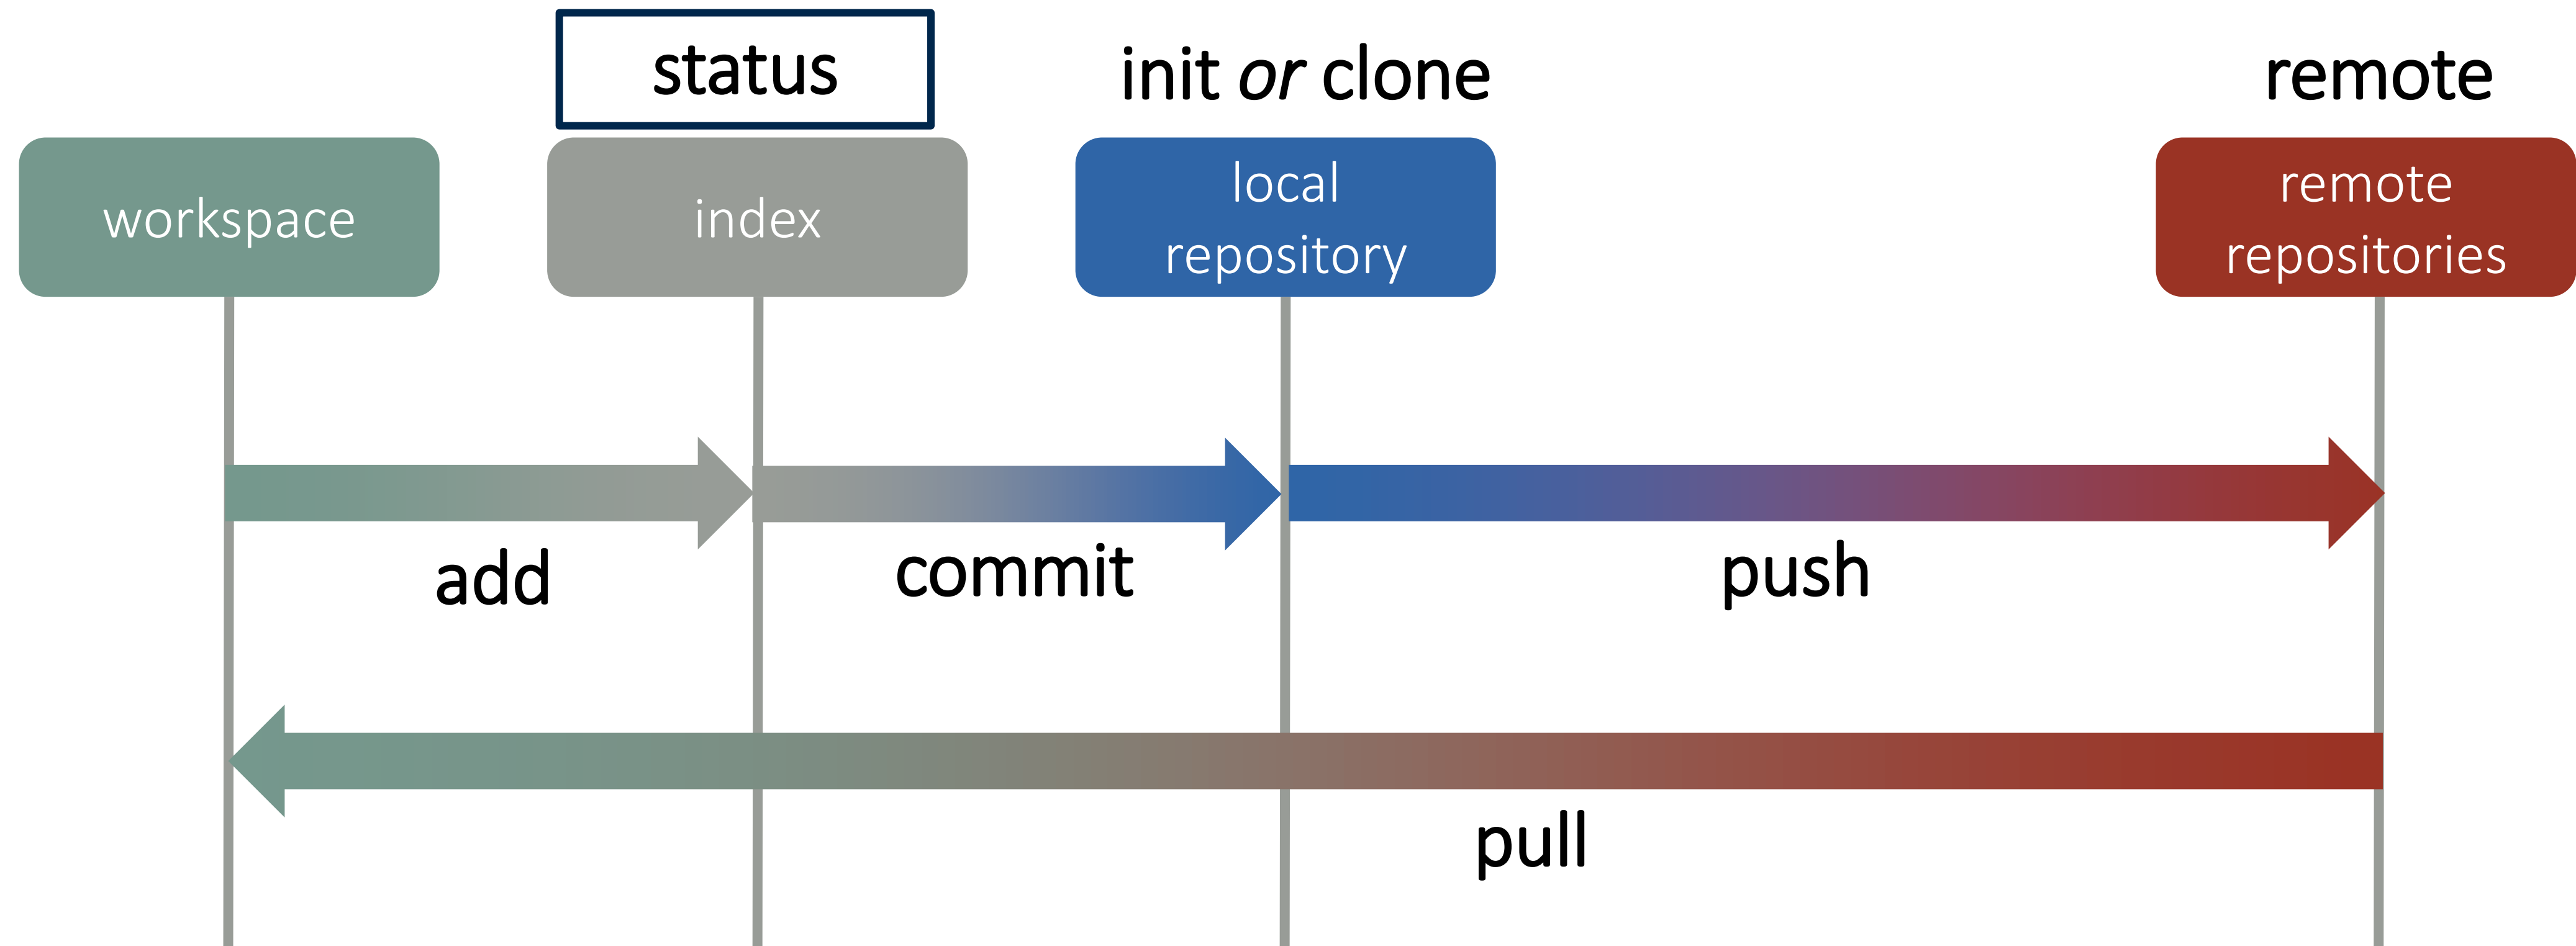 status
init or clone
remote
workspace
index
local
repository
remote
repositories
add
commit
push
pull